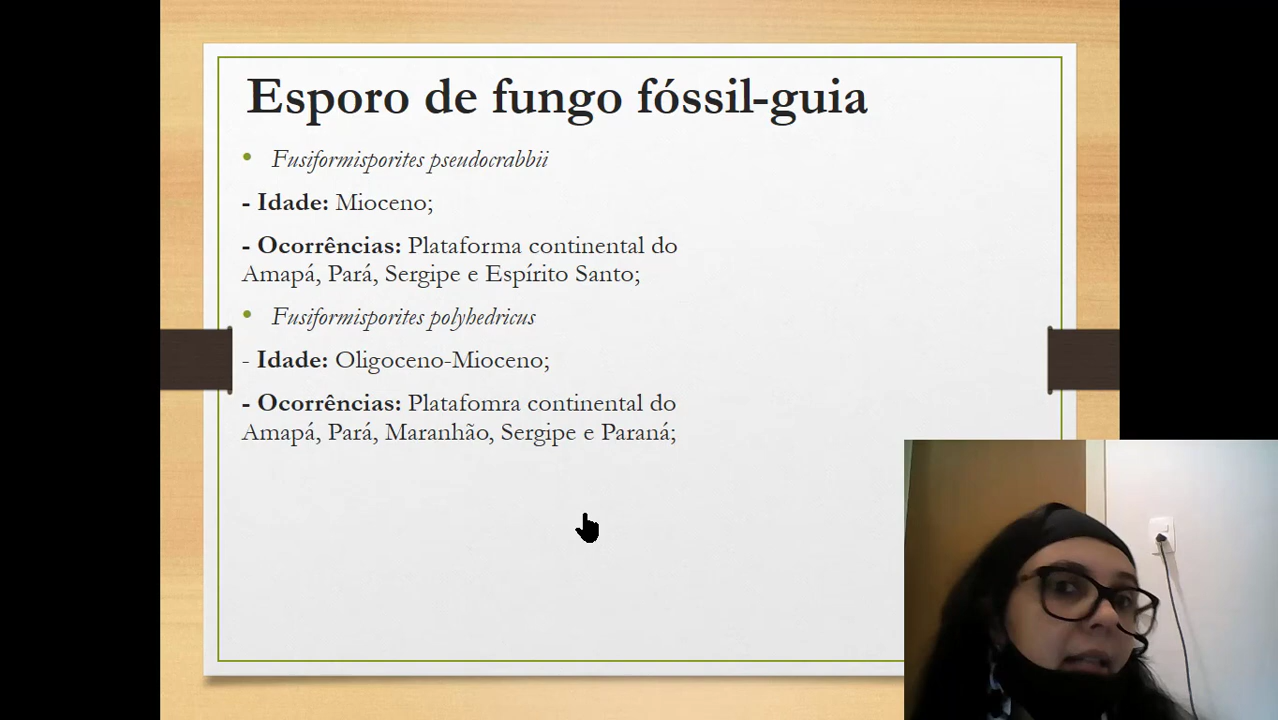 Esporo de fungo fóssil-guia
• Fusiformisporites pseudocrabbii
- Idade: Mioceno;
- Ocorrências: Plataforma continental do
Amapá, Pará, Sergipe e Espírito Santo;
• Fusiformisporites polyhedricus
- Idade: Oligoceno-Mioceno;
- Ocorrências: Platafomra continental do
Amapá, Pará, Maranhão, Sergipe e Paraná;